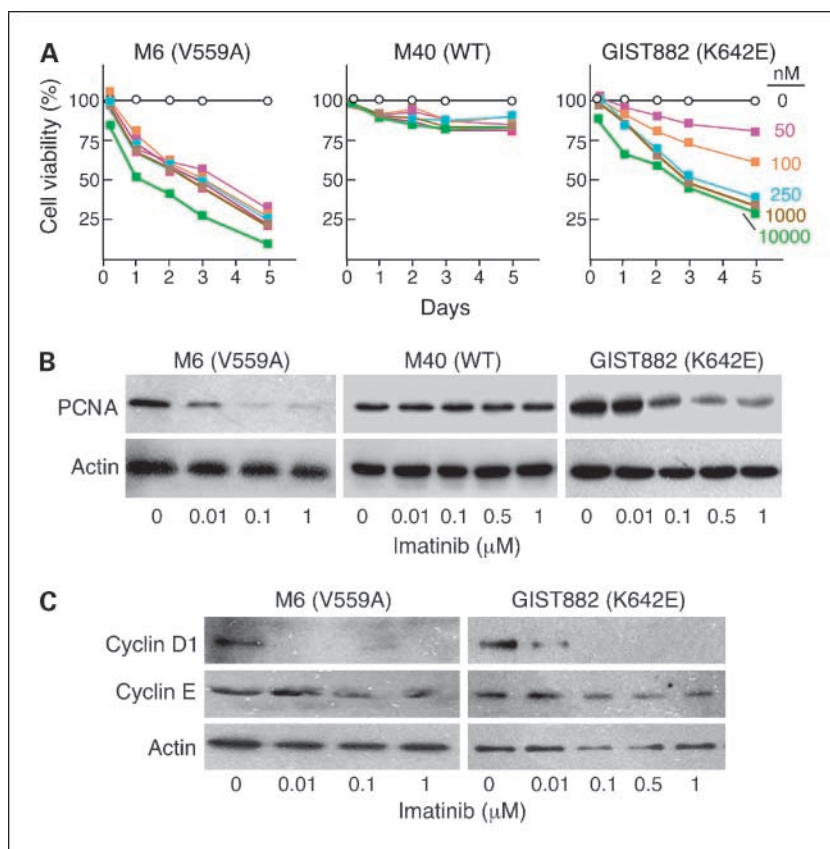 A
M6 (V559A) M40 (WT) GIST882 (K642E)
Cell viability (%)
100 100 100
75 75 75
50 50 50
25 25 25
nM
0
50
100
250
1000
10000
0 1 2 3 4 5 0 1 2 3 4 5 0 1 2 3 4 5
Days
B
M6 (V559A) M40 (WT) GIST882 (K642E)
PCNA
Actin
0 0.01 0.1 1 0 0.01 0.1 0.5 1 0 0.01 0.1 0.5 1
Imatinib (μM)
C
M6 (V559A) GIST882 (K642E)
Cyclin D1
Cyclin E
Actin
0 0.01 0.1 1 0 0.01 0.1 0.5 1
Imatinib (μM)